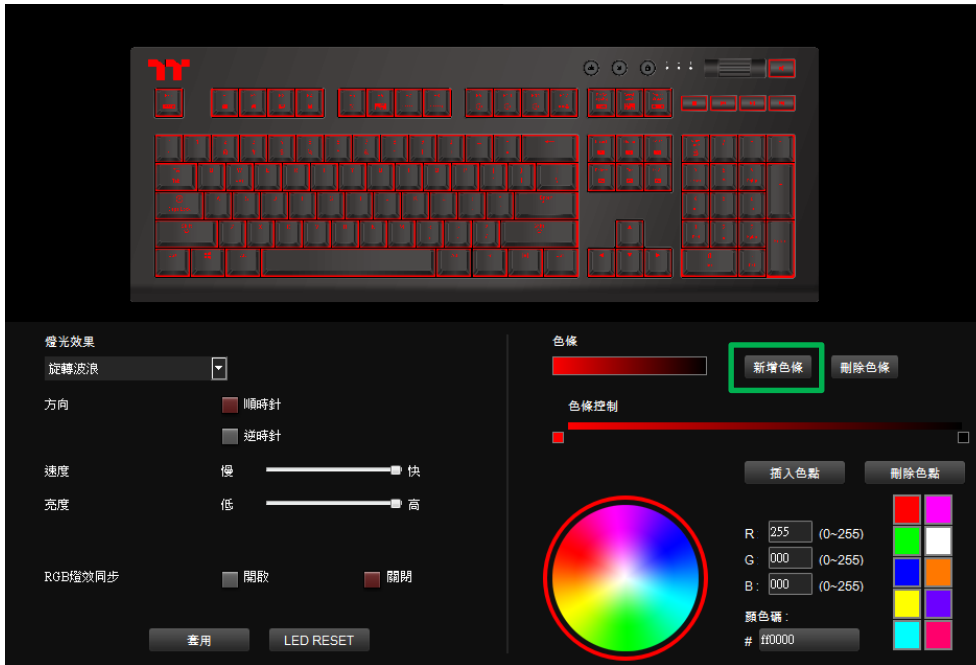 燈光效果
旋轉波浪
方向
順時針
逆時針
速度
慢
快
亮度
低
高
RGB燈效同步
開啟
關閉
套用
LED RESET
色條
新增色條
刪除色條
色條控制
插入色點
刪除色點
R: 255 (0~255)
G: 000 (0~255)
B: 000 (0~255)
顏色碼:
# ff0000